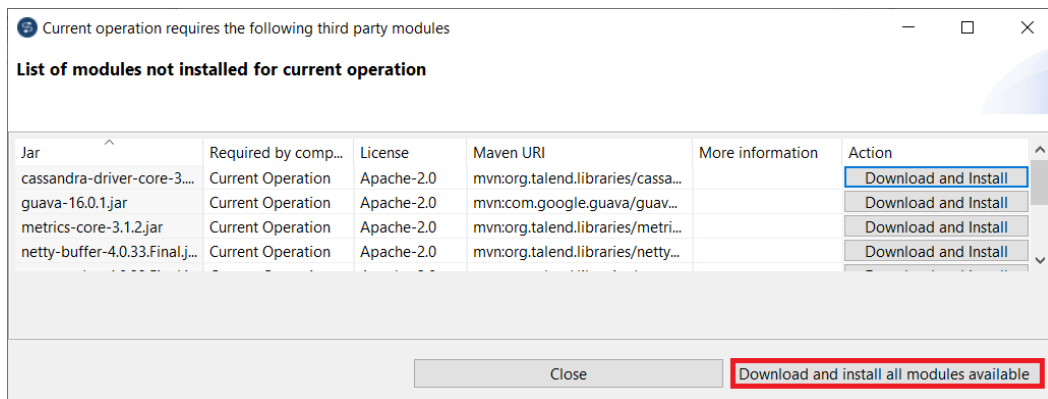 Current operation requires the following third party modules
List of modules not installed for current operation
Jar Required by comp... License Maven URI More information Action
cassandra-driver-core-3.... Current Operation Apache-2.0 mvn:org.talend.libraries/cassa... Download and Install
guava-16.0.1.jar Current Operation Apache-2.0 mvn:com.google.guava/guav... Download and Install
metrics-core-3.1.2.jar Current Operation Apache-2.0 mvn:org.talend.libraries/metri... Download and Install
netty-buffer-4.0.33.Final.j... Current Operation Apache-2.0 mvn:org.talend.libraries/netty... Download and Install
Close Download and install all modules available